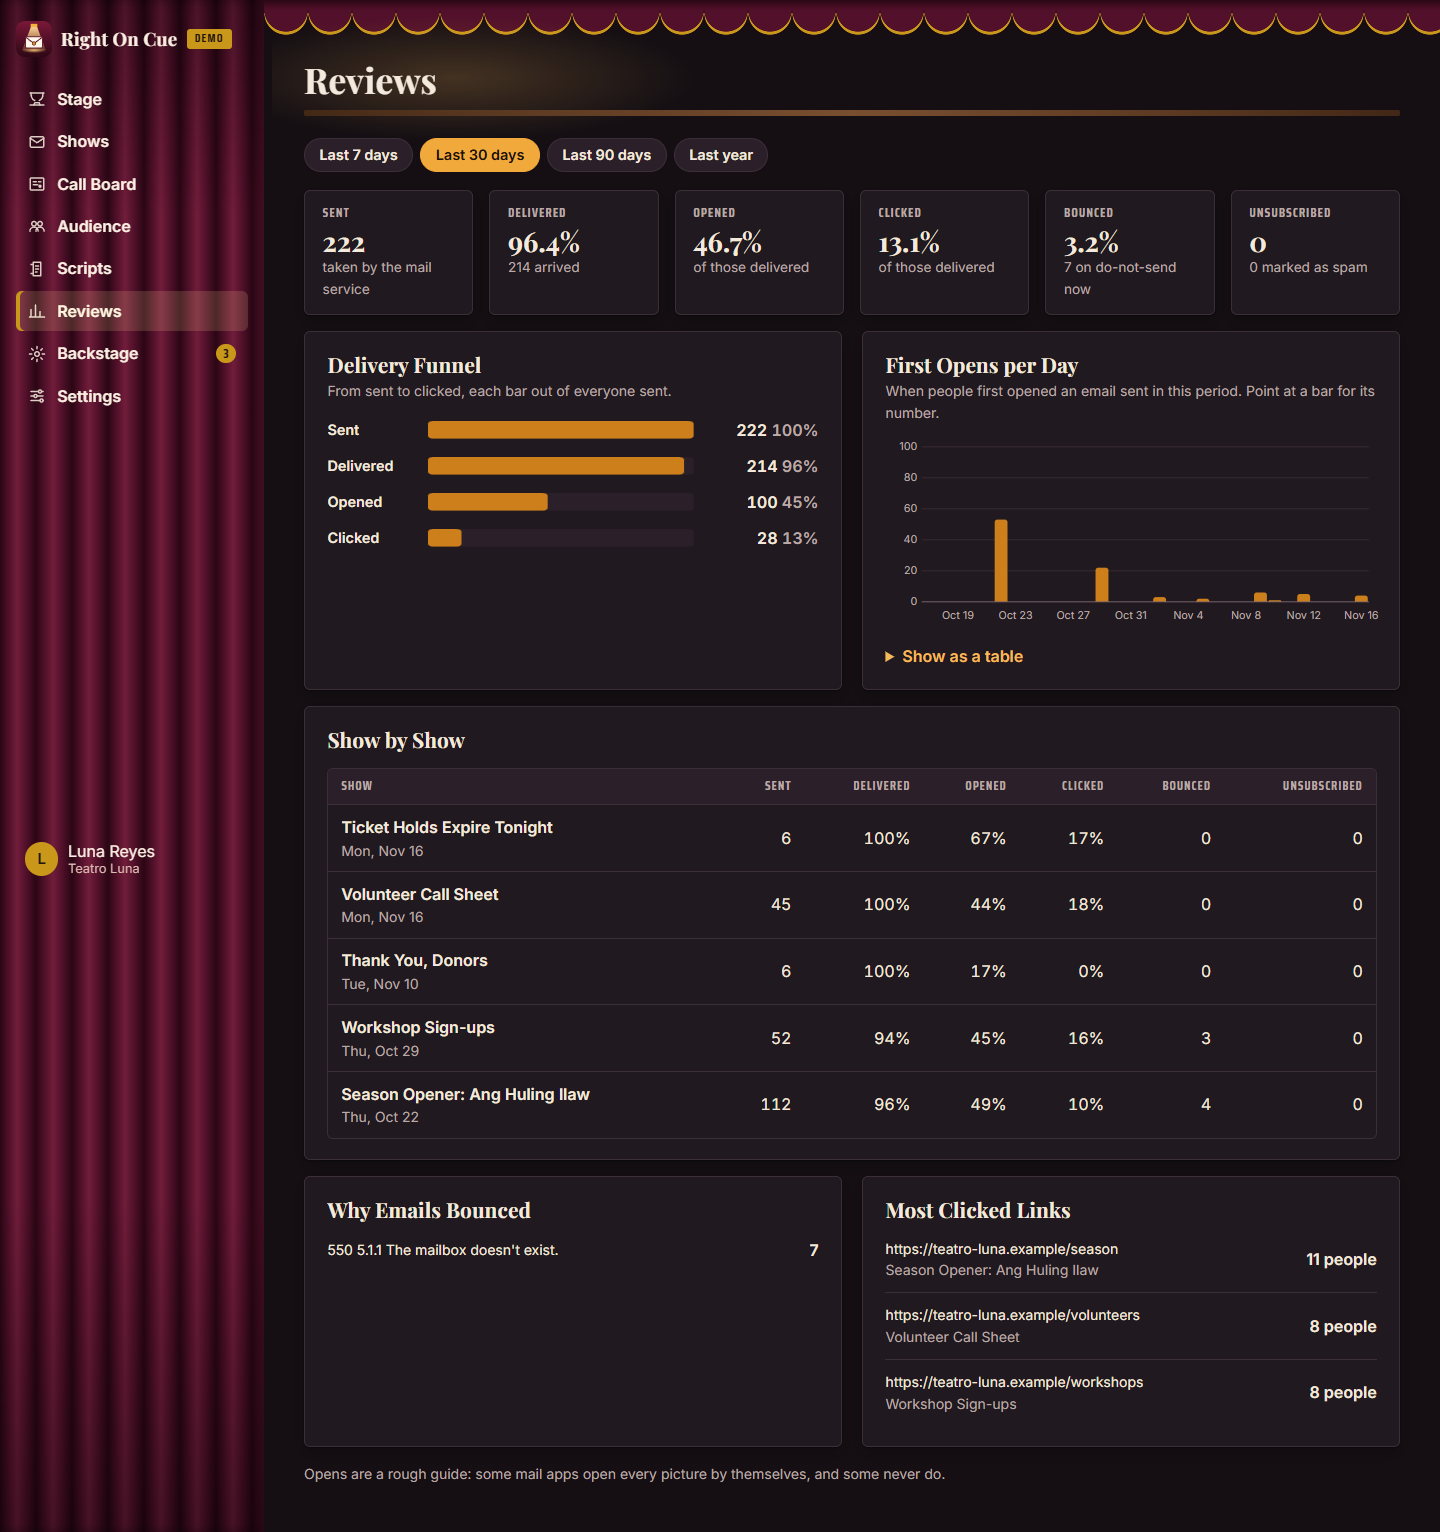 Right On Cue
DEMO
Stage
Shows
Call Board
Audience
Scripts
Reviews
Backstage
3
Settings
L
Luna Reyes
Teatro Luna
Reviews
Last 7 days
Last 30 days
Last 90 days
Last year
SENT
222
taken by the mail
service
DELIVERED
96.4%
214 arrived
OPENED
46.7%
of those delivered
CLICKED
13.1%
of those delivered
BOUNCED
3.2%
7 on do-not-send
now
UNSUBSCRIBED
0
0 marked as spam
Delivery Funnel
From sent to clicked, each bar out of everyone sent.
Sent 222 100%
Delivered 214 96%
Opened 100 45%
Clicked 28 13%
First Opens per Day
When people first opened an email sent in this period. Point at a bar for its
number.
100
80
60
40
20
0
Oct 19 Oct 23 Oct 27 Oct 31 Nov 4 Nov 8 Nov 12 Nov 16
Show as a table
Show by Show
SHOW SENT DELIVERED OPENED CLICKED BOUNCED UNSUBSCRIBED
Ticket Holds Expire Tonight
Mon, Nov 16
6 100% 67% 17% 0 0
Volunteer Call Sheet
Mon, Nov 16
45 100% 44% 18% 0 0
Thank You, Donors
Tue, Nov 10
6 100% 17% 0% 0 0
Workshop Sign-ups
Thu, Oct 29
52 94% 45% 16% 3 0
Season Opener: Ang Huling Ilaw
Thu, Oct 22
112 96% 49% 10% 4 0
Why Emails Bounced
550 5.1.1 The mailbox doesn't exist. 7
Most Clicked Links
https://teatro-luna.example/season
Season Opener: Ang Huling Ilaw
11 people
https://teatro-luna.example/volunteers
Volunteer Call Sheet
8 people
https://teatro-luna.example/workshops
Workshop Sign-ups
8 people
Opens are a rough guide: some mail apps open every picture by themselves, and some never do.